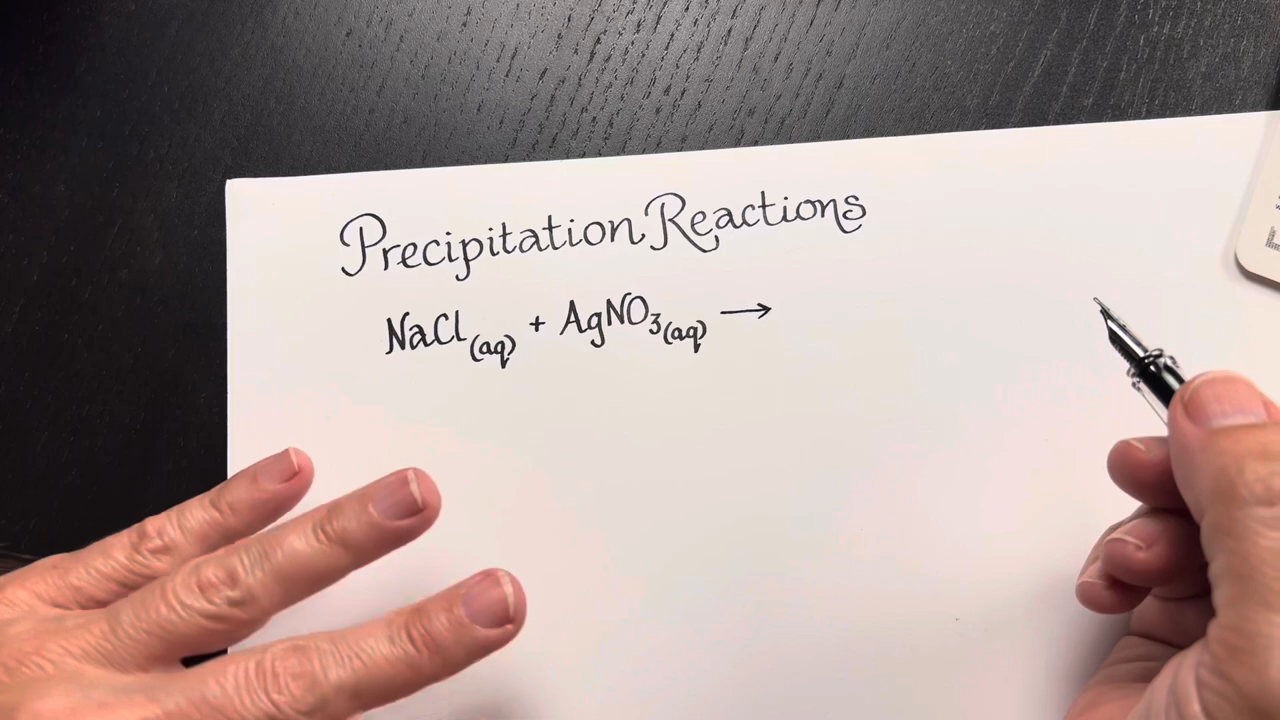 Precipitation Reactions
NaCl(aq) + AgNO₃(aq) →